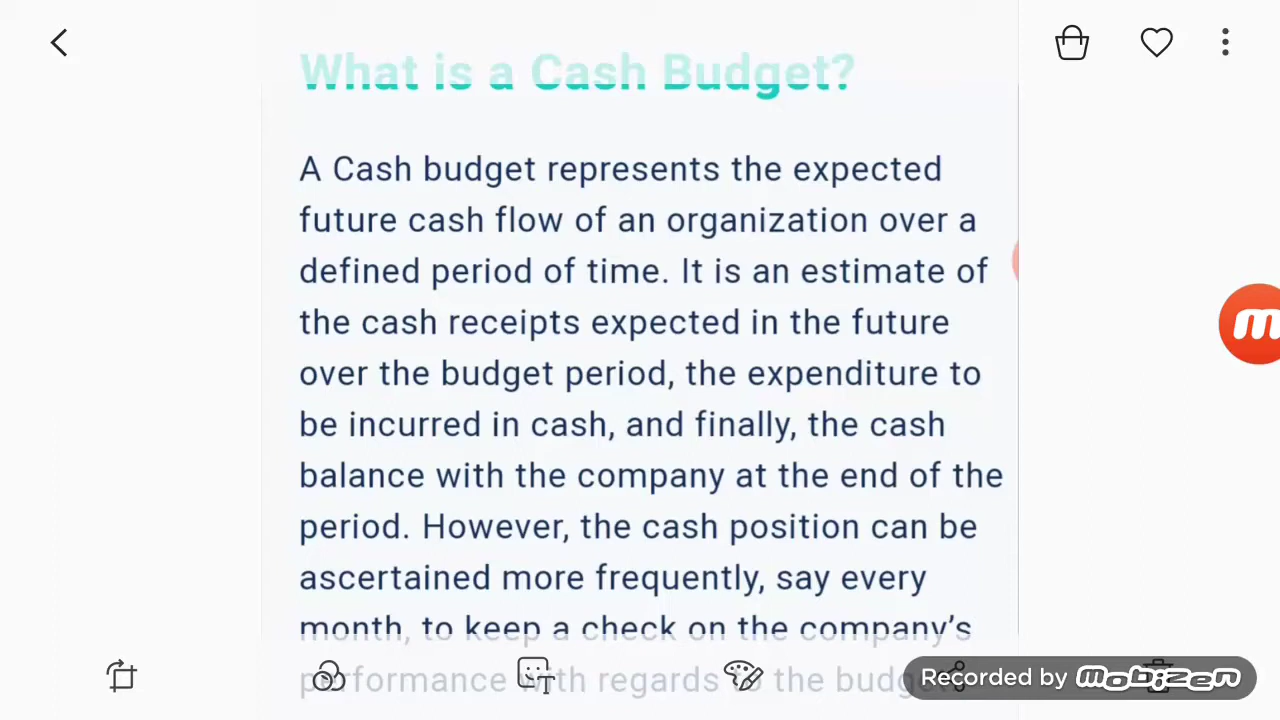 What is a Cash Budget?
A Cash budget represents the expected
future cash flow of an organization over a
defined period of time. It is an estimate of
the cash receipts expected in the future
over the budget period, the expenditure to
be incurred in cash, and finally, the cash
balance with the company at the end of the
period. However, the cash position can be
ascertained more frequently, say every
month, to keep a check on the company’s
performance with regards to the budget
Recorded by mobizen
m